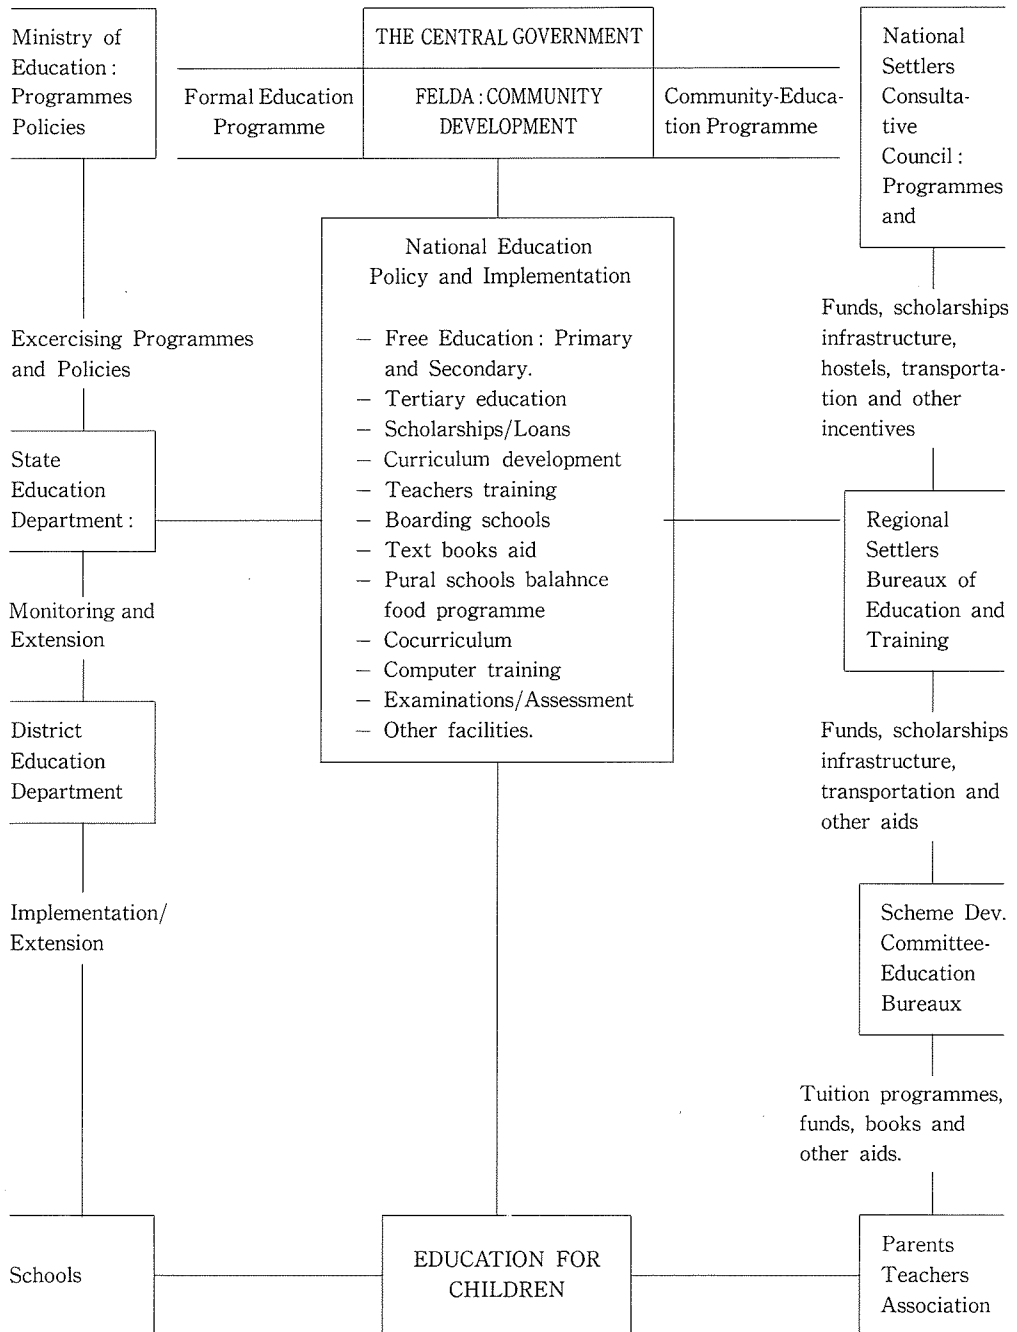 Ministry of
Education :
Programmes
Policies
THE CENTRAL GOVERNMENT
Formal Education
Programme
FELDA : COMMUNITY
DEVELOPMENT
Community-Educa-
tion Programme
National
Settlers
Consulta-
tive
Council :
Programmes
and
National Education
Policy and Implementation
– Free Education : Primary
and Secondary.
– Tertiary education
– Scholarships/Loans
– Curriculum development
– Teachers training
– Boarding schools
– Text books aid
– Pural schools balahnce
food programme
– Cocurriculum
– Computer training
– Examinations/Assessment
– Other facilities.
Excercising Programmes
and Policies
State
Education
Department :
Monitoring and
Extension
District
Education
Department
Implementation/
Extension
Schools
Funds, scholarships
infrastructure,
hostels, transporta-
tion and other
incentives
Regional
Settlers
Bureaux of
Education and
Training
Funds, scholarships
infrastructure,
transportation and
other aids
Scheme Dev.
Committee-
Education
Bureaux
Tuition programmes,
funds, books and
other aids.
EDUCATION FOR
CHILDREN
Parents
Teachers
Association